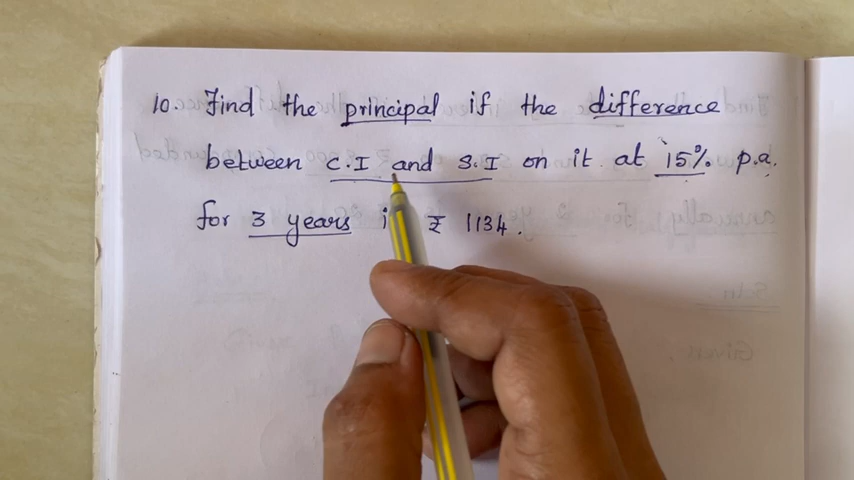 10. Find the principal if the difference
between C.I and S.I on it at 15% p.a.
for 3 years i ₹ 1134.